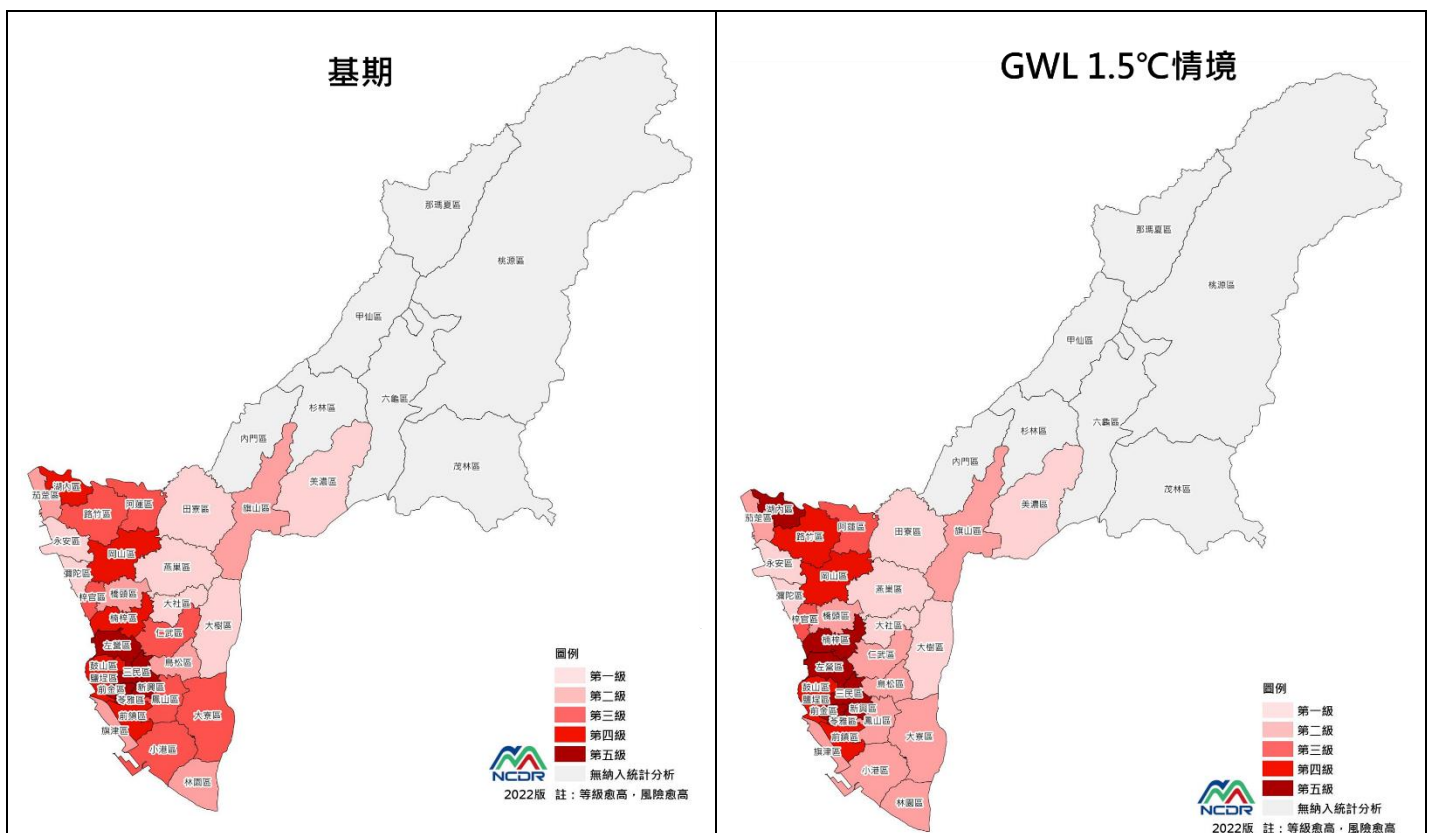 基期
那瑪夏區
桃源區
甲仙區
六龜區
杉林區
內門區
茂林區
美濃區
旗山區
湖內區
茄萣區
路竹區
阿蓮區
田寮區
永安區
岡山區
燕巢區
彌陀區
梓官區
橋頭區
大社區
楠梓區
大樹區
仁武區
左營區
鳥松區
鼓山區
三民區
鹽埕區
前金區
新興區
苓雅區
鳳山區
前鎮區
大寮區
旗津區
小港區
林園區
圖例
第一級
第二級
第三級
第四級
第五級
無納入統計分析
NCDR
2022版 註：等級愈高，風險愈高
GWL 1.5℃情境
那瑪夏區
桃源區
甲仙區
六龜區
杉林區
內門區
茂林區
美濃區
旗山區
湖內區
茄萣區
路竹區
阿蓮區
田寮區
永安區
岡山區
燕巢區
彌陀區
梓官區
橋頭區
大社區
楠梓區
大樹區
仁武區
左營區
鳥松區
鼓山區
三民區
鹽埕區
前金區
新興區
苓雅區
鳳山區
前鎮區
大寮區
旗津區
小港區
林園區
圖例
第一級
第二級
第三級
第四級
第五級
無納入統計分析
NCDR
2022版 註：等級愈高，風險愈高